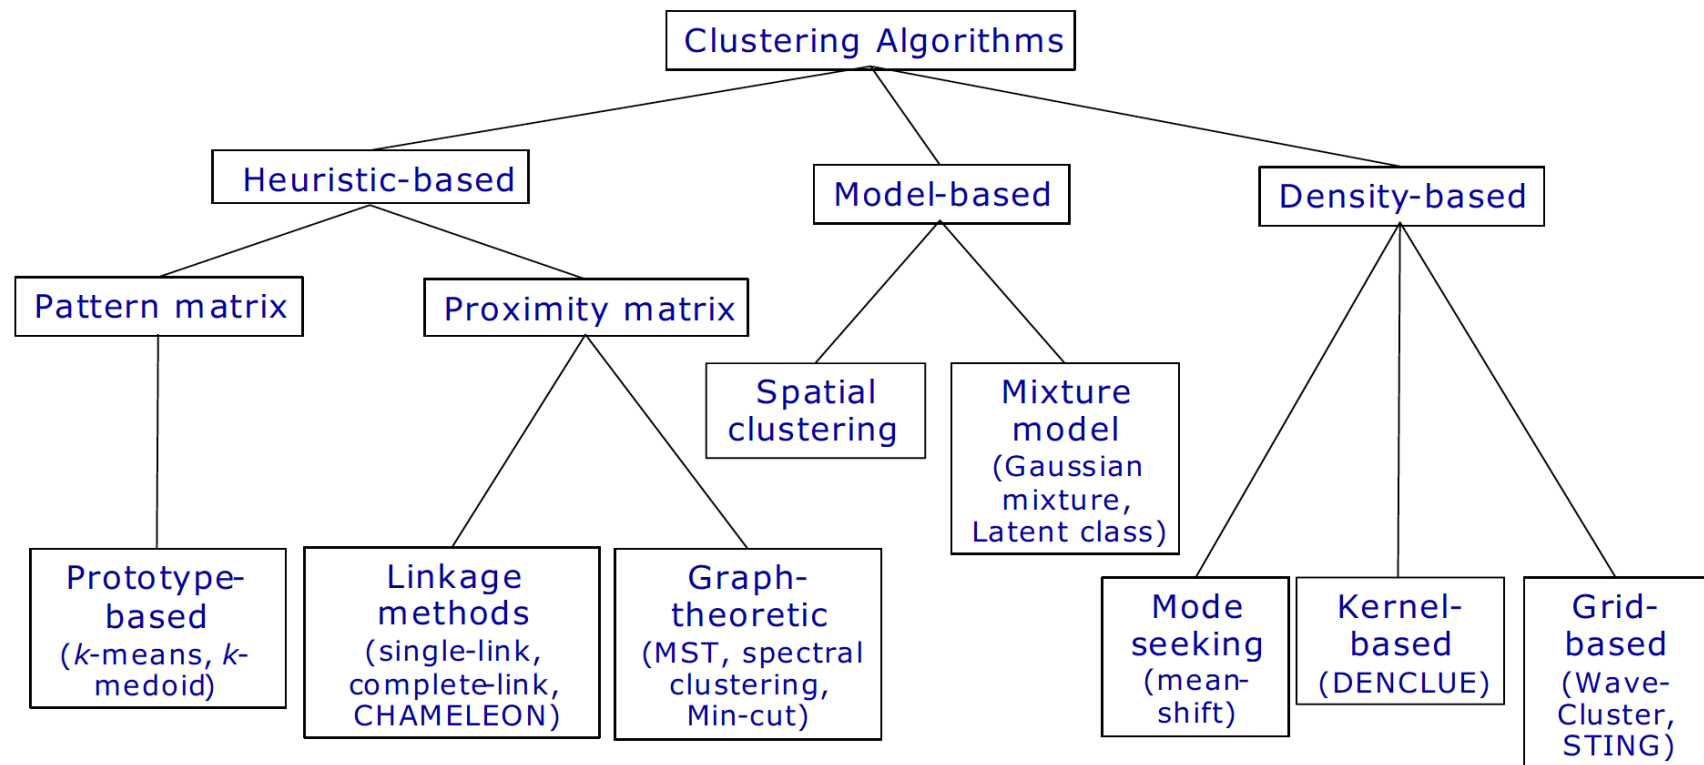 Clustering Algorithms
Heuristic-based
Model-based
Density-based
Pattern matrix
Proximity matrix
Spatial
clustering
Mixture
model
(Gaussian
mixture,
Latent class)
Prototype-
based
(k-means, k-
medoid)
Linkage
methods
(single-link,
complete-link,
CHAMELEON)
Graph-
theoretic
(MST, spectral
clustering,
Min-cut)
Mode
seeking
(mean-
shift)
Kernel-
based
(DENCLUE)
Grid-
based
(Wave-
Cluster,
STING)